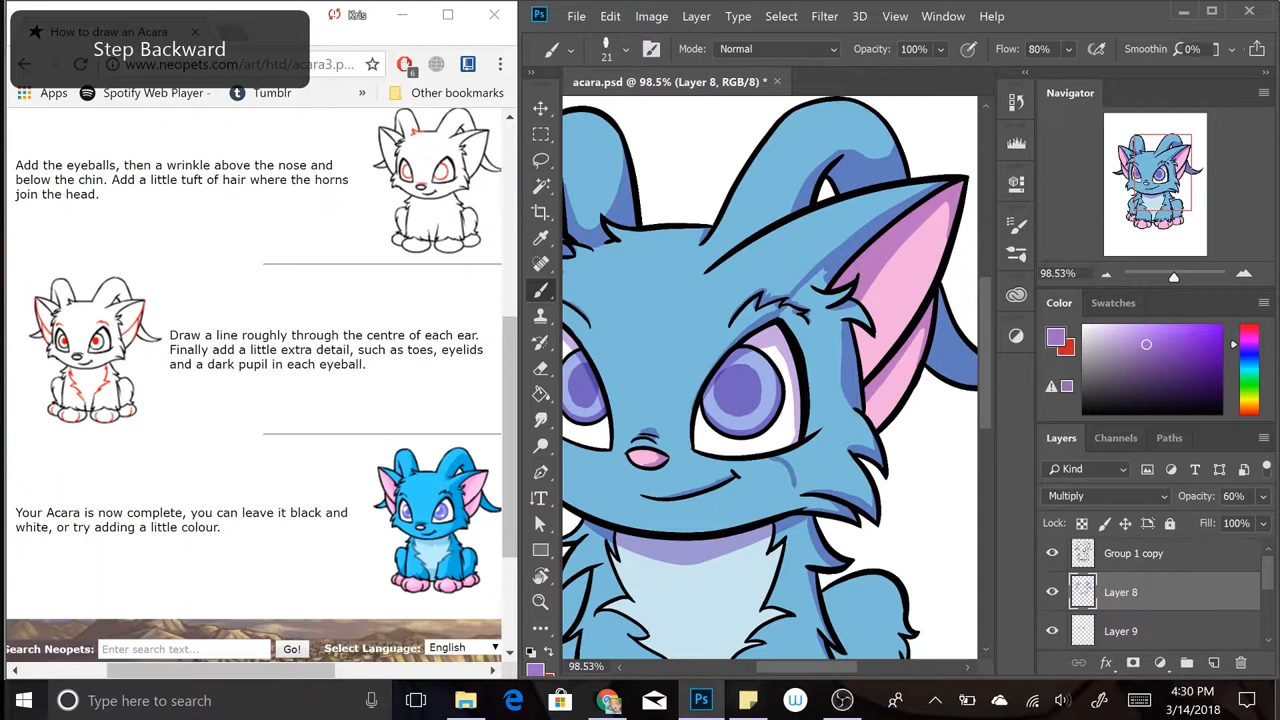 Step Backward
How to draw an Acara
Kris
www.neopets.com/art/htd/acara3.p...
6
Apps
Spotify Web Player -
Tumblr
»
Other bookmarks
Add the eyeballs, then a wrinkle above the nose and
below the chin. Add a little tuft of hair where the horns
join the head.
Draw a line roughly through the centre of each ear.
Finally add a little extra detail, such as toes, eyelids
and a dark pupil in each eyeball.
Your Acara is now complete, you can leave it black and
white, or try adding a little colour.
Search Neopets:
Enter search text...
Go!
Select Language:
English
Ps
File
Edit
Image
Layer
Type
Select
Filter
3D
View
Window
Help
21
Mode:
Normal
Opacity:
100%
Flow:
80%
Smoothin
0%
acara.psd @ 98.5% (Layer 8, RGB/8) *
98.53%
Navigator
98.53%
Color
Swatches
Layers
Channels
Paths
Kind
Multiply
Opacity:
60%
Lock:
Fill:
100%
Group 1 copy
Layer 8
Layer 9
fx
Type here to search
Ps
W
4:30 PM
3/14/2018